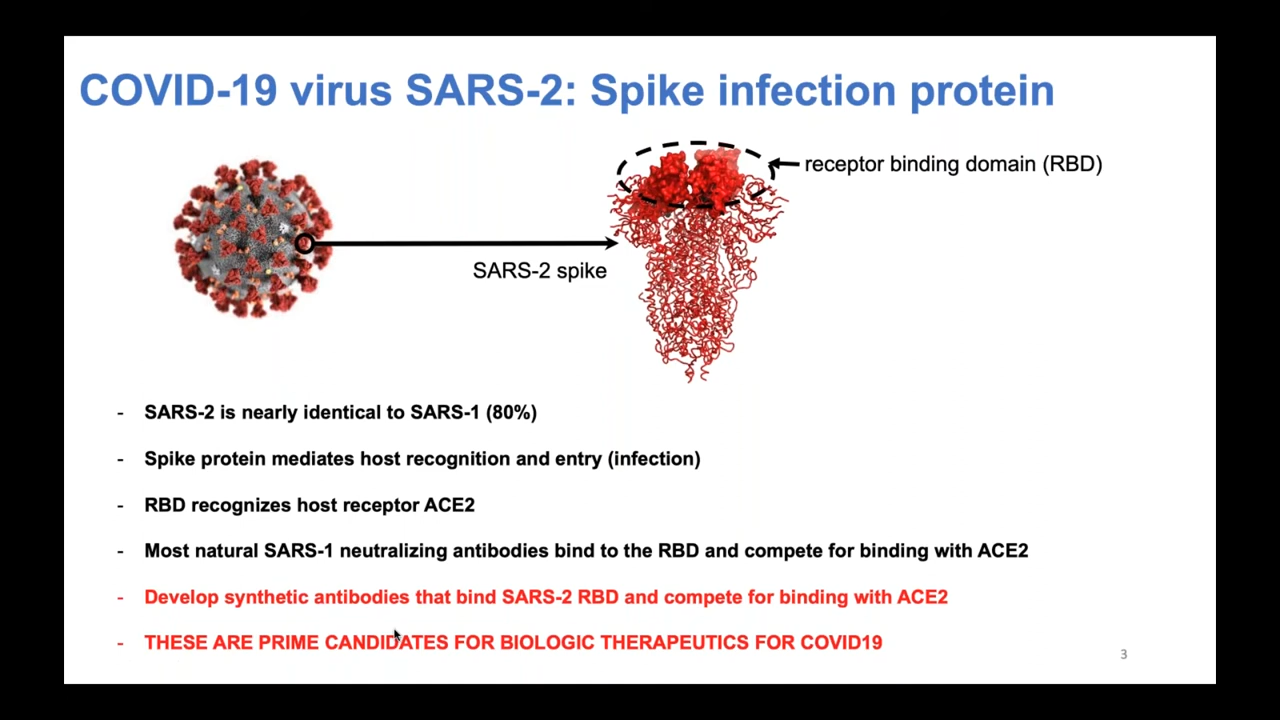 COVID-19 virus SARS-2: Spike infection protein
receptor binding domain (RBD)
SARS-2 spike
- SARS-2 is nearly identical to SARS-1 (80%)
- Spike protein mediates host recognition and entry (infection)
- RBD recognizes host receptor ACE2
- Most natural SARS-1 neutralizing antibodies bind to the RBD and compete for binding with ACE2
- Develop synthetic antibodies that bind SARS-2 RBD and compete for binding with ACE2
- THESE ARE PRIME CANDIDATES FOR BIOLOGIC THERAPEUTICS FOR COVID19
3